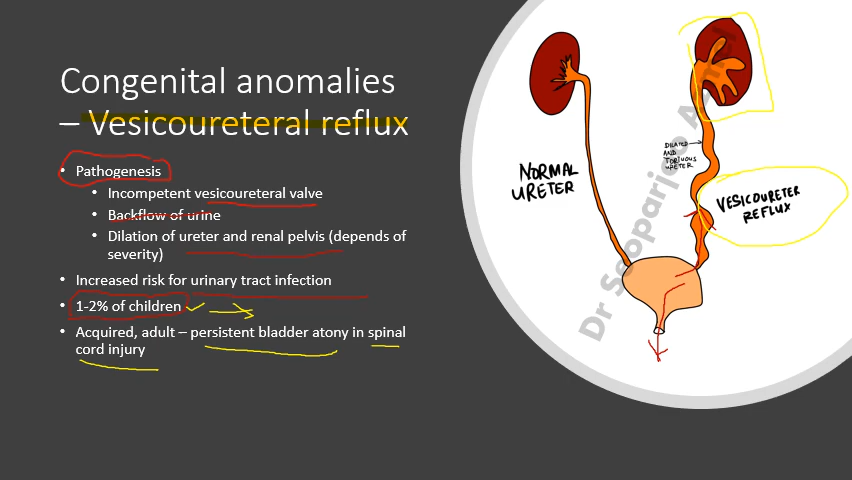 Congenital anomalies
– Vesicoureteral reflux
• Pathogenesis
• Incompetent vesicoureteral valve
• Backflow of urine
• Dilation of ureter and renal pelvis (depends of
severity)
• Increased risk for urinary tract infection
• 1-2% of children
• Acquired, adult – persistent bladder atony in spinal
cord injury
NORMAL
URETER
DILATED
AND
TORTUOUS
URETER
VESICOURETER
REFLUX